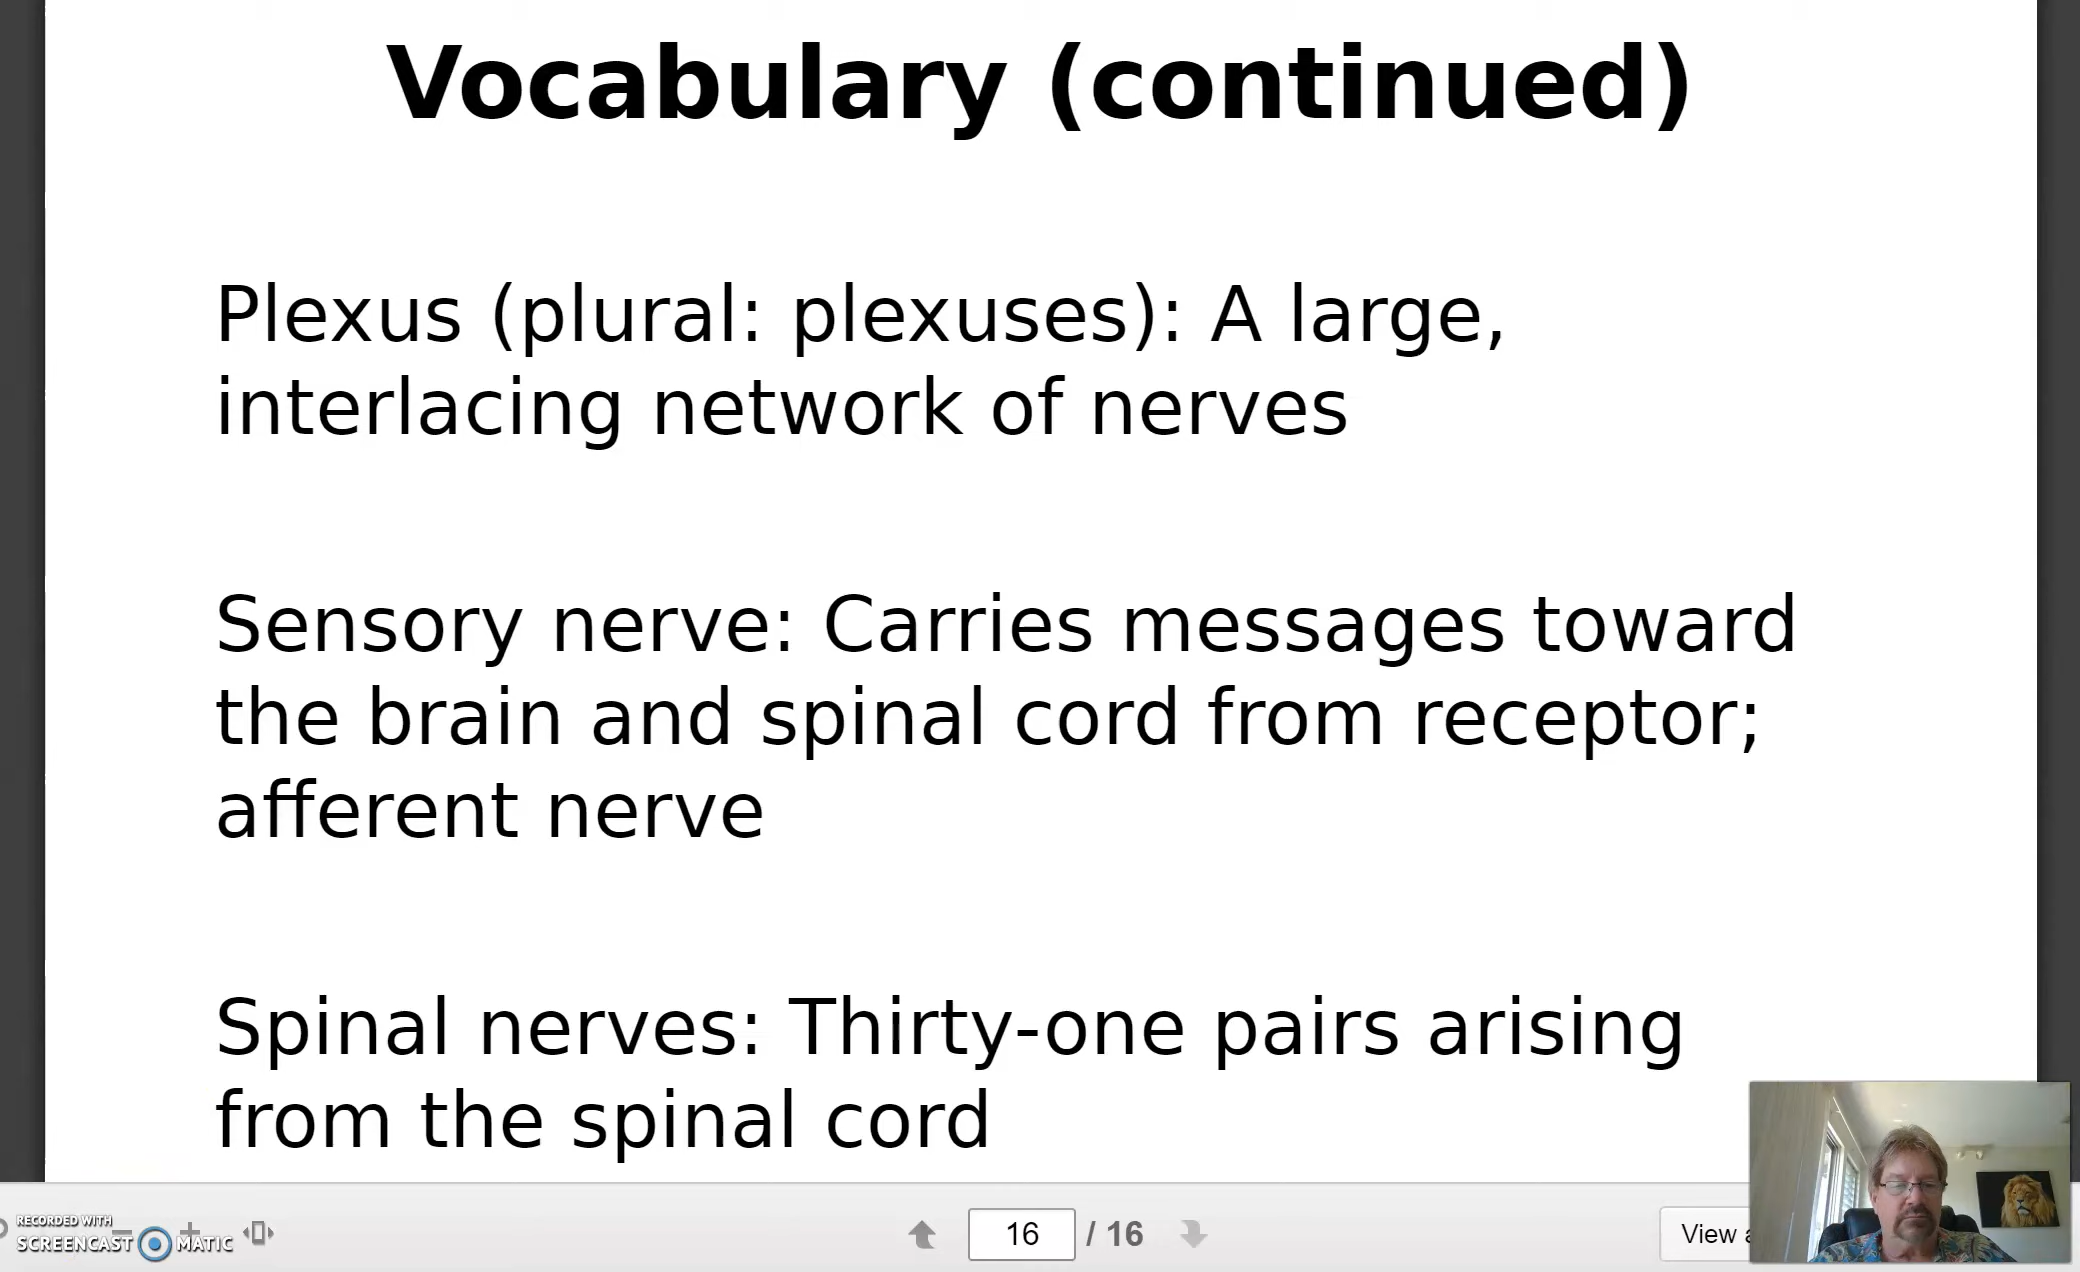 Vocabulary (continued)
Plexus (plural: plexuses): A large,
interlacing network of nerves
Sensory nerve: Carries messages toward
the brain and spinal cord from receptor;
afferent nerve
Spinal nerves: Thirty-one pairs arising
from the spinal cord
RECORDED WITH
SCREENCAST MATIC
16 / 16
View